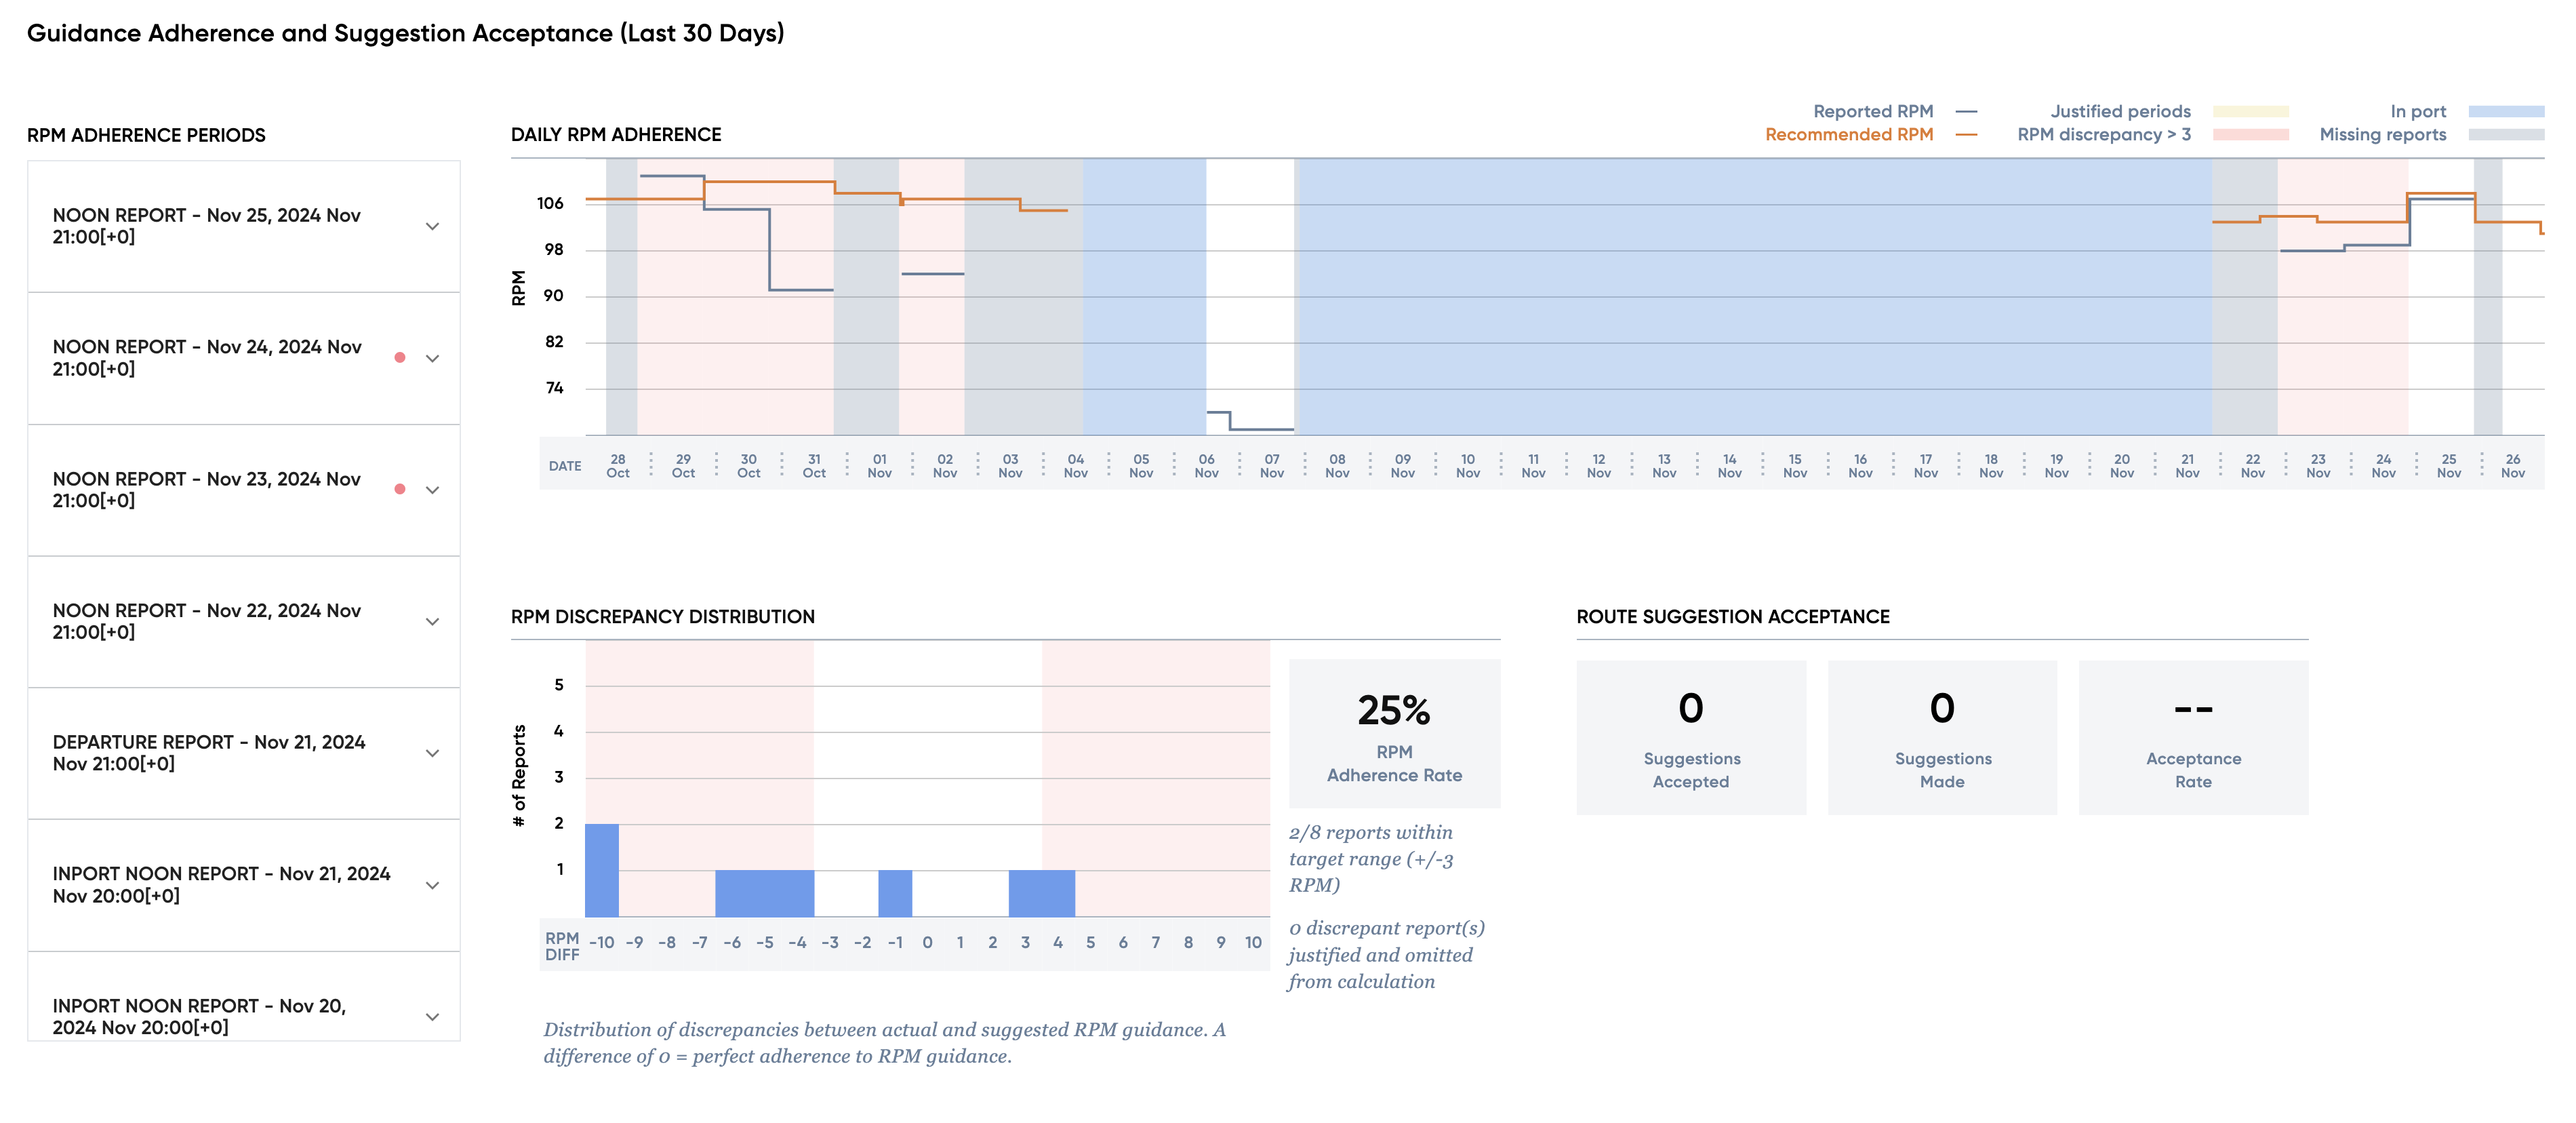 Guidance Adherence and Suggestion Acceptance (Last 30 Days)
RPM ADHERENCE PERIODS
NOON REPORT - Nov 25, 2024 Nov
21:00[+0]
NOON REPORT - Nov 24, 2024 Nov
21:00[+0]
NOON REPORT - Nov 23, 2024 Nov
21:00[+0]
NOON REPORT - Nov 22, 2024 Nov
21:00[+0]
DEPARTURE REPORT - Nov 21, 2024
Nov 21:00[+0]
INPORT NOON REPORT - Nov 21, 2024
Nov 20:00[+0]
INPORT NOON REPORT - Nov 20,
2024 Nov 20:00[+0]
DAILY RPM ADHERENCE
Reported RPM
Recommended RPM
Justified periods
RPM discrepancy > 3
In port
Missing reports
RPM
106
98
90
82
74
DATE
28 Oct
29 Oct
30 Oct
31 Oct
01 Nov
02 Nov
03 Nov
04 Nov
05 Nov
06 Nov
07 Nov
08 Nov
09 Nov
10 Nov
11 Nov
12 Nov
13 Nov
14 Nov
15 Nov
16 Nov
17 Nov
18 Nov
19 Nov
20 Nov
21 Nov
22 Nov
23 Nov
24 Nov
25 Nov
26 Nov
RPM DISCREPANCY DISTRIBUTION
# of Reports
5
4
3
2
1
RPM DIFF
-10 -9 -8 -7 -6 -5 -4 -3 -2 -1 0 1 2 3 4 5 6 7 8 9 10
Distribution of discrepancies between actual and suggested RPM guidance. A
difference of 0 = perfect adherence to RPM guidance.
25%
RPM
Adherence Rate
2/8 reports within
target range (+/-3
RPM)
0 discrepant report(s)
justified and omitted
from calculation
ROUTE SUGGESTION ACCEPTANCE
0
Suggestions
Accepted
0
Suggestions
Made
--
Acceptance
Rate